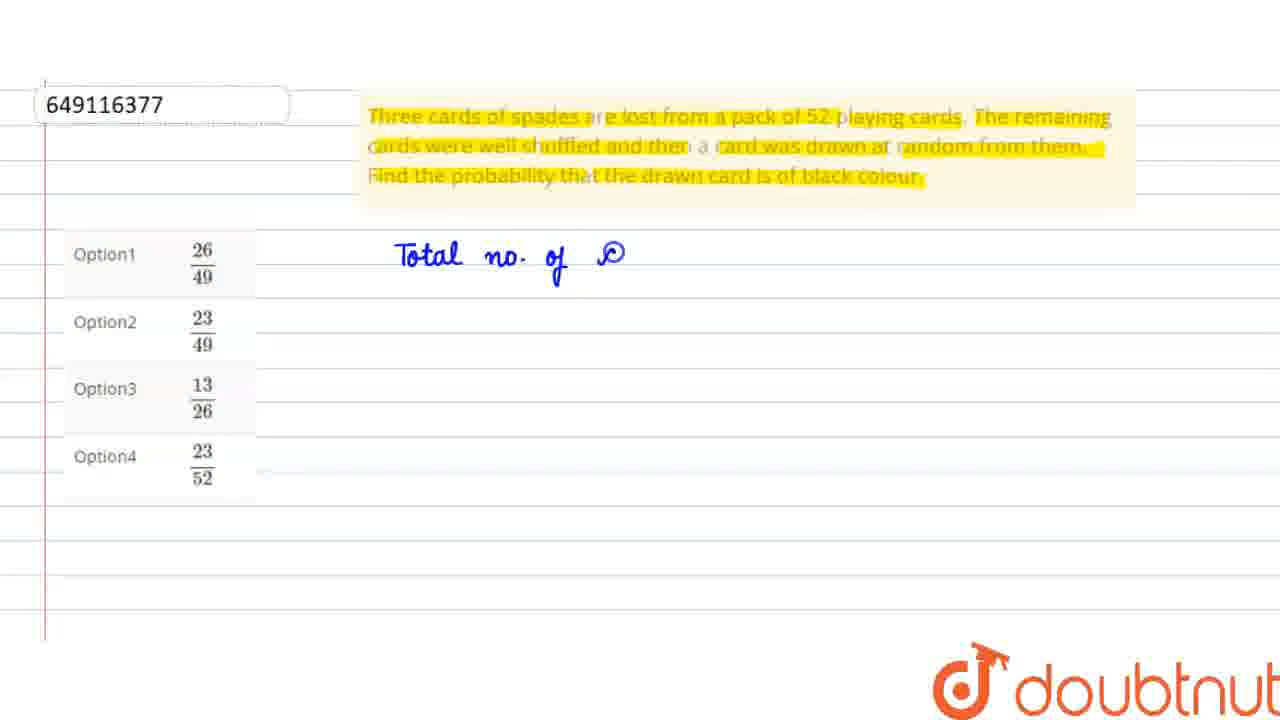 649116377
Three cards of spades are lost from a pack of 52 playing cards. The remaining
cards were well shuffled and then a card was drawn at random from them.
Find the probability that the drawn card is of black colour.
Option1 26/49
Option2 23/49
Option3 13/26
Option4 23/52
Total no. of
doubtnut